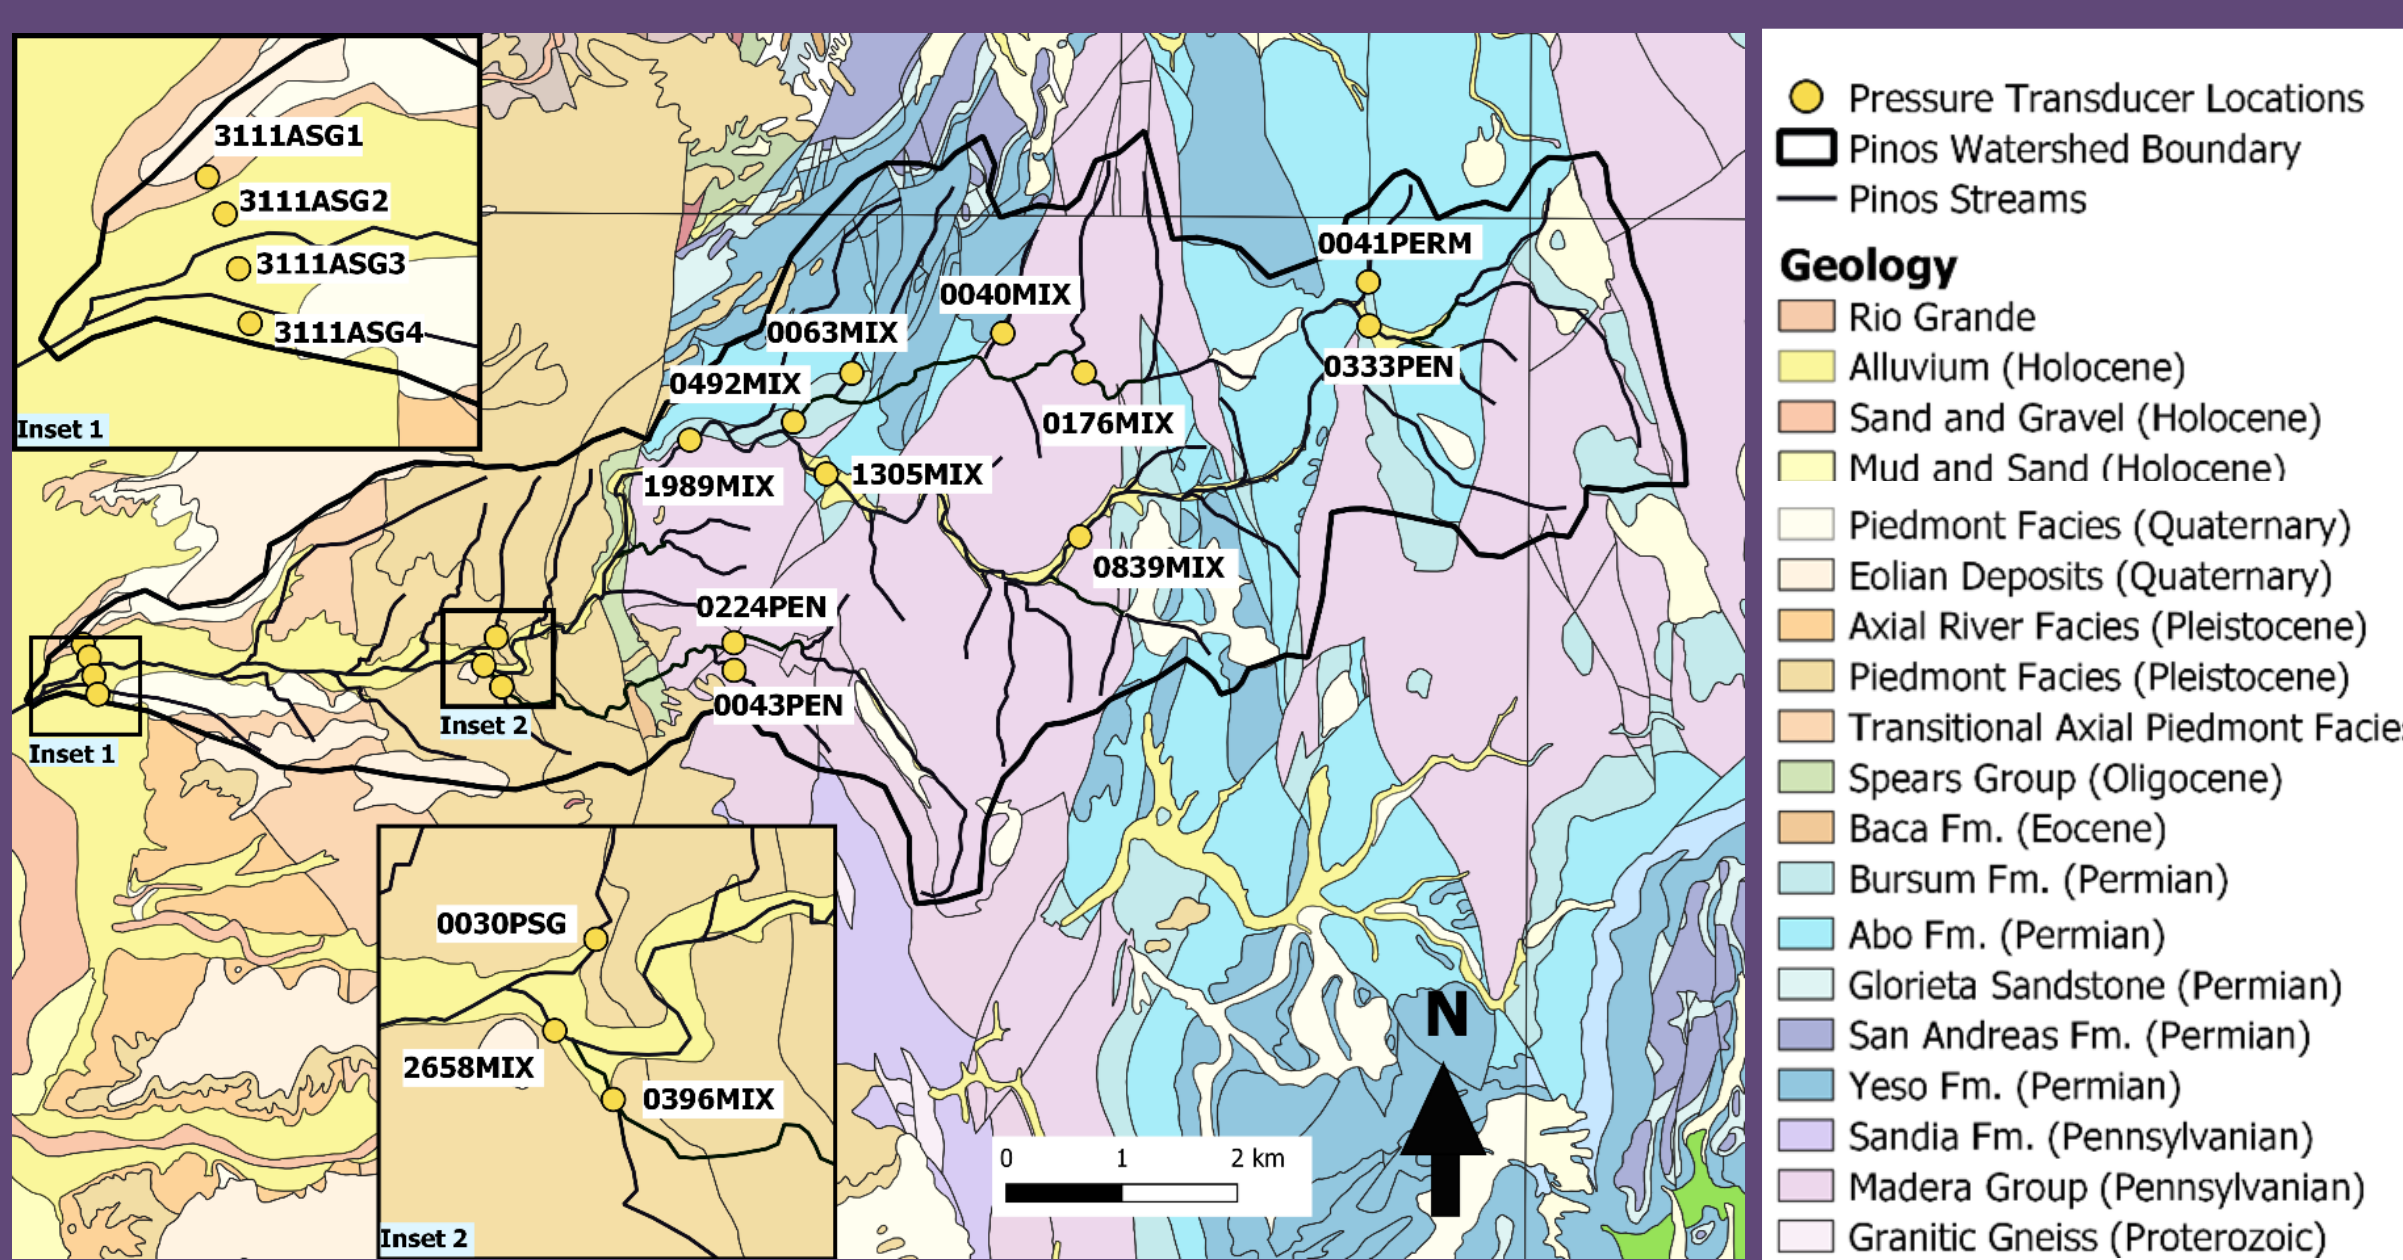 3111ASG1
3111ASG2
3111ASG3
3111ASG4
Inset 1
0041PERM
0040MIX
0063MIX
0333PEN
0492MIX
0176MIX
1989MIX
1305MIX
0839MIX
0224PEN
0043PEN
Inset 2
Inset 1
0030PSG
2658MIX
0396MIX
Inset 2
N
0 1 2 km
Pressure Transducer Locations
Pinos Watershed Boundary
Pinos Streams
Geology
Rio Grande
Alluvium (Holocene)
Sand and Gravel (Holocene)
Mud and Sand (Holocene)
Piedmont Facies (Quaternary)
Eolian Deposits (Quaternary)
Axial River Facies (Pleistocene)
Piedmont Facies (Pleistocene)
Transitional Axial Piedmont Facies
Spears Group (Oligocene)
Baca Fm. (Eocene)
Bursum Fm. (Permian)
Abo Fm. (Permian)
Glorieta Sandstone (Permian)
San Andreas Fm. (Permian)
Yeso Fm. (Permian)
Sandia Fm. (Pennsylvanian)
Madera Group (Pennsylvanian)
Granitic Gneiss (Proterozoic)